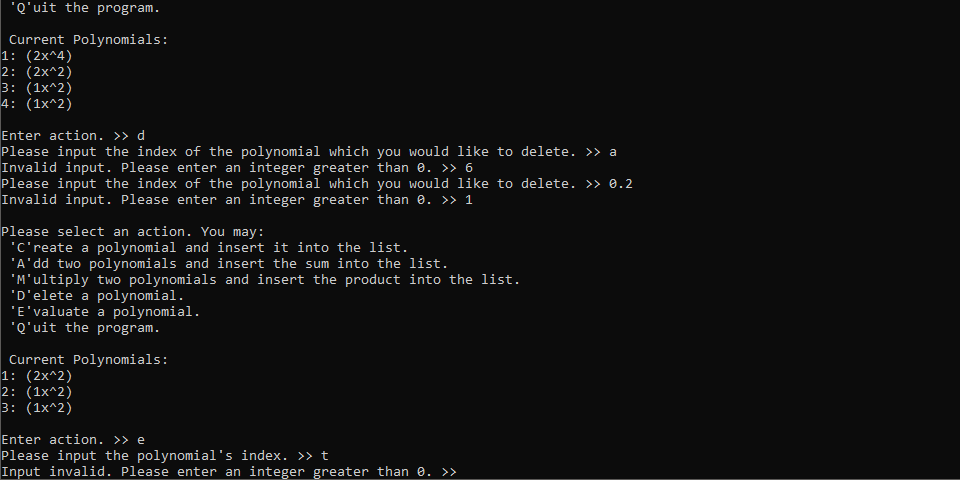 'Q'uit the program.
Current Polynomials:
1: (2x^4)
2: (2x^2)
3: (1x^2)
4: (1x^2)
Enter action. >> d
Please input the index of the polynomial which you would like to delete. >> a
Invalid input. Please enter an integer greater than 0. >> 6
Please input the index of the polynomial which you would like to delete. >> 0.2
Invalid input. Please enter an integer greater than 0. >> 1
Please select an action. You may:
'C'reate a polynomial and insert it into the list.
'A'dd two polynomials and insert the sum into the list.
'M'ultiply two polynomials and insert the product into the list.
'D'elete a polynomial.
'E'valuate a polynomial.
'Q'uit the program.
Current Polynomials:
1: (2x^2)
2: (1x^2)
3: (1x^2)
Enter action. >> e
Please input the polynomial's index. >> t
Input invalid. Please enter an integer greater than 0. >>